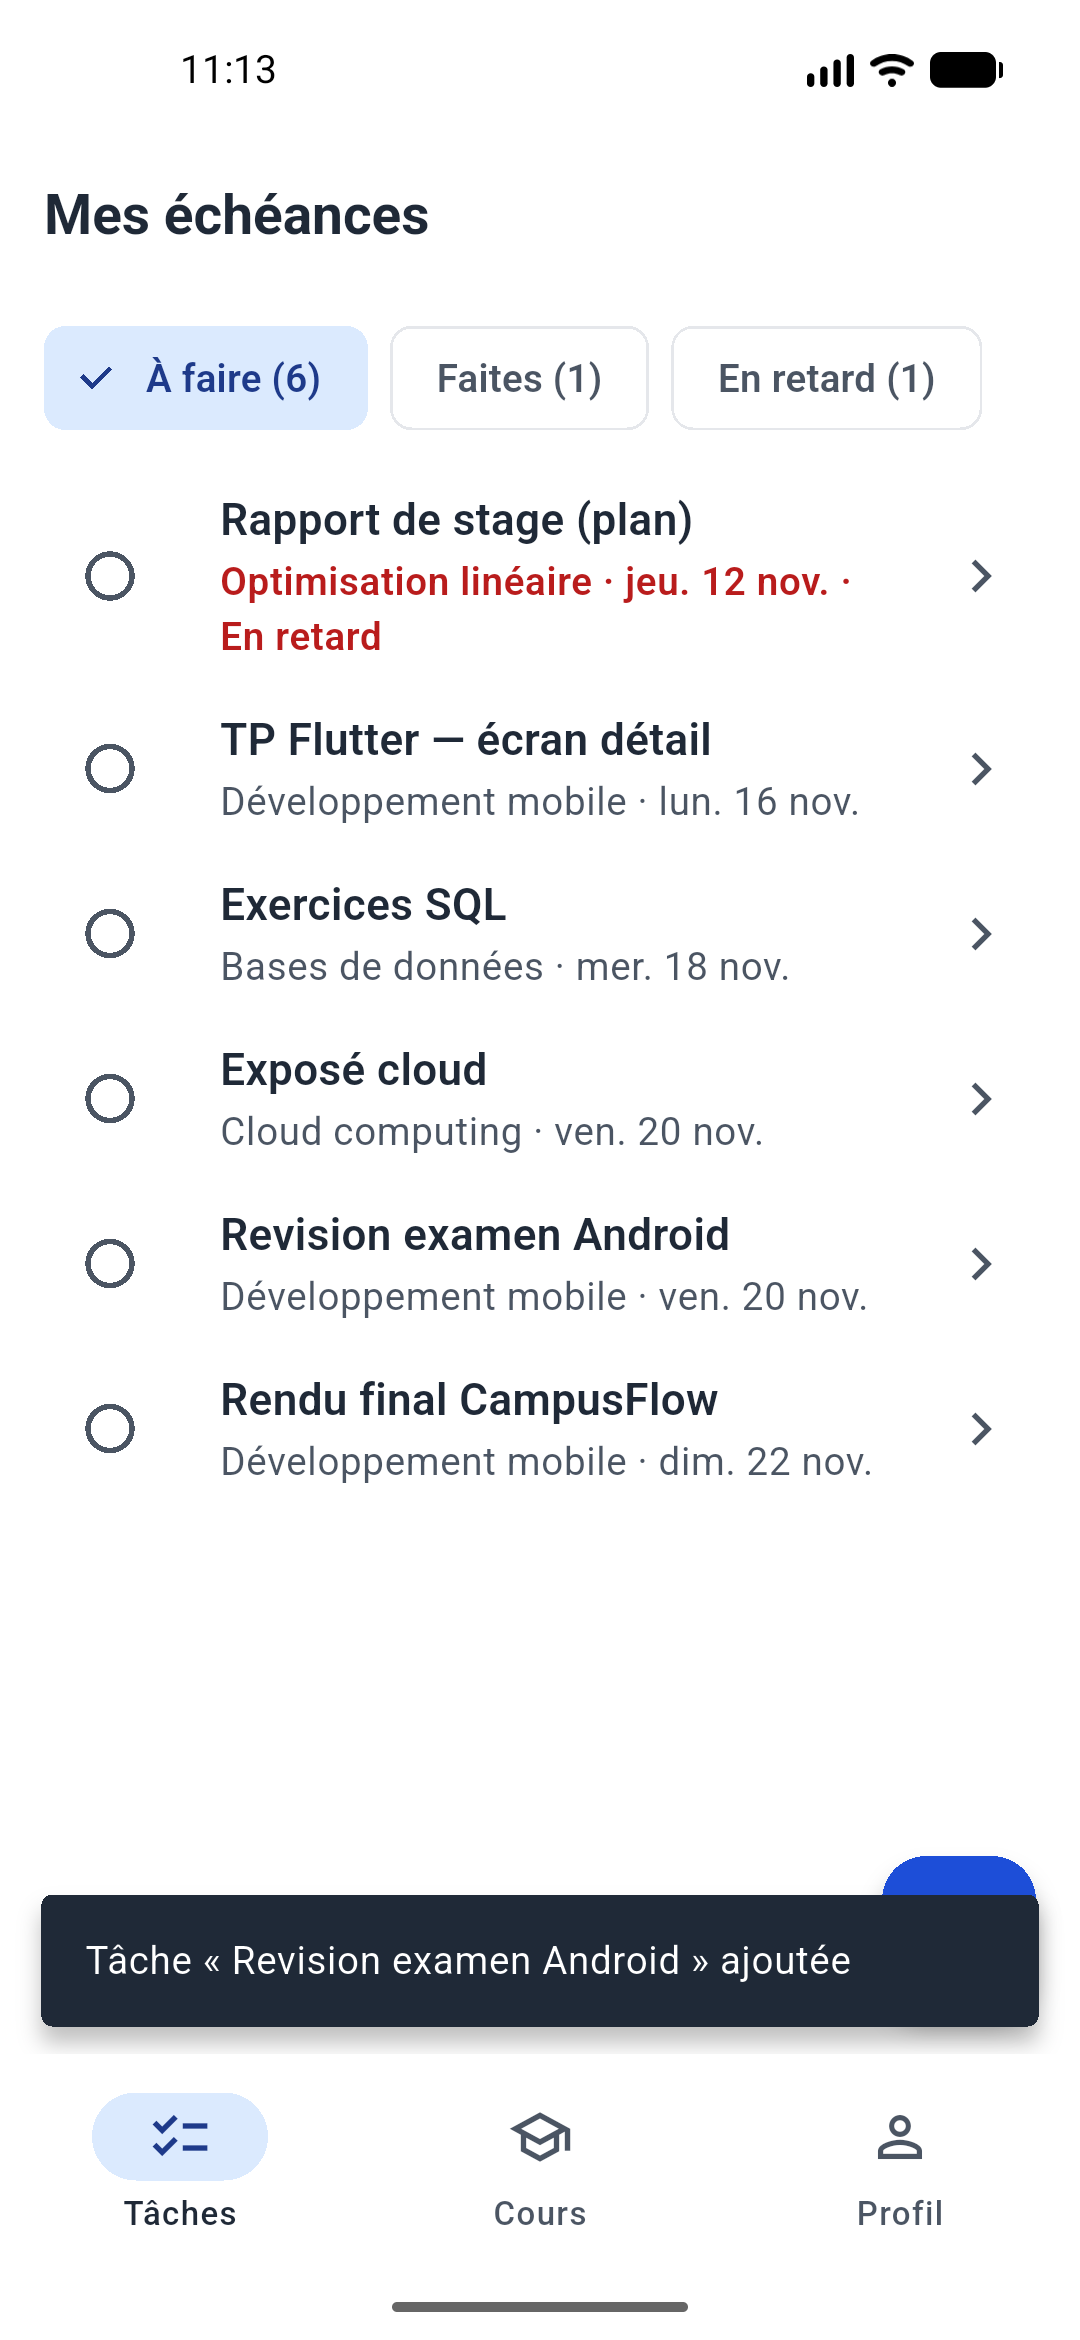 11:13
Mes échéances
À faire (6)
Faites (1)
En retard (1)
Rapport de stage (plan)
Optimisation linéaire · jeu. 12 nov. ·
En retard
TP Flutter — écran détail
Développement mobile · lun. 16 nov.
Exercices SQL
Bases de données · mer. 18 nov.
Exposé cloud
Cloud computing · ven. 20 nov.
Revision examen Android
Développement mobile · ven. 20 nov.
Rendu final CampusFlow
Développement mobile · dim. 22 nov.
Tâche « Revision examen Android » ajoutée
Tâches
Cours
Profil